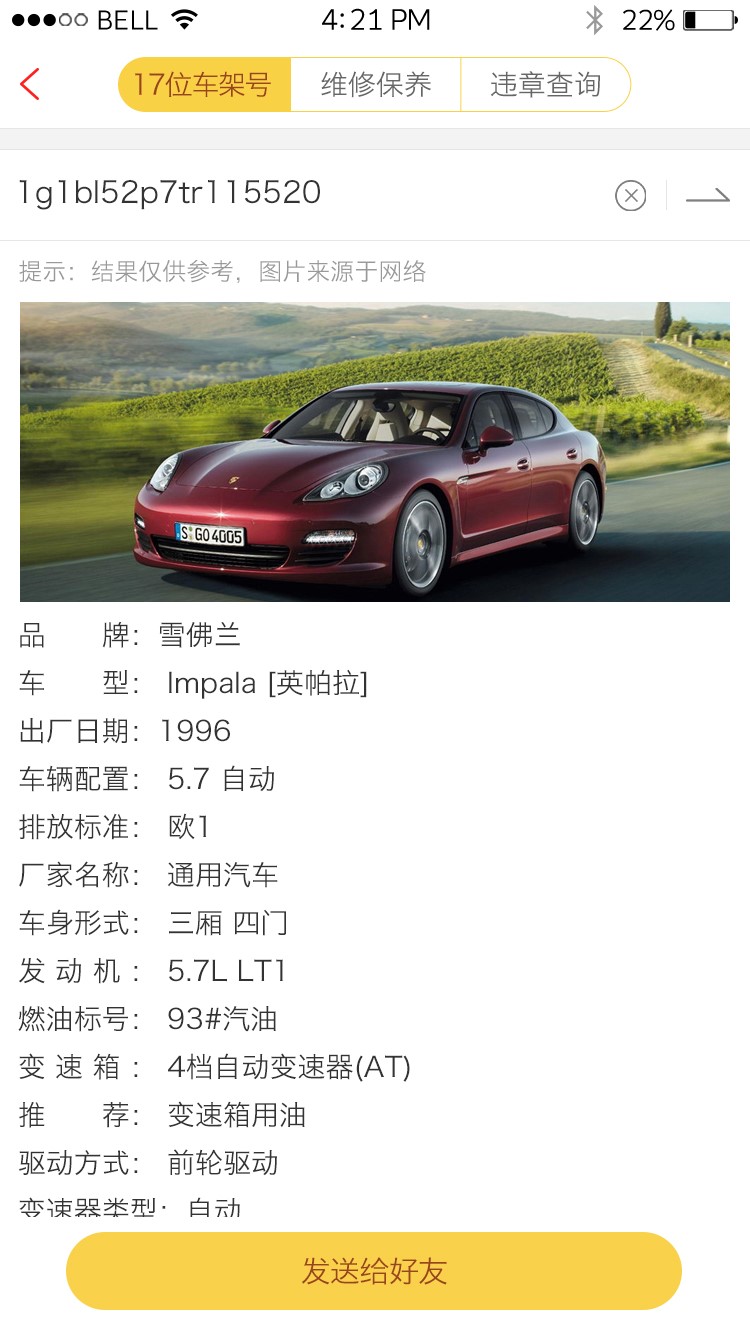 BELL 4:21 PM 22%
17位车架号 维修保养 违章查询
1g1bl52p7tr115520
提示：结果仅供参考，图片来源于网络
S GO 4005
品 牌：雪佛兰
车 型： Impala [英帕拉]
出厂日期：1996
车辆配置： 5.7 自动
排放标准： 欧1
厂家名称： 通用汽车
车身形式： 三厢 四门
发 动 机 ： 5.7L LT1
燃油标号： 93#汽油
变 速 箱 ： 4档自动变速器(AT)
推 荐： 变速箱用油
驱动方式： 前轮驱动
变速器类型： 自动
发送给好友